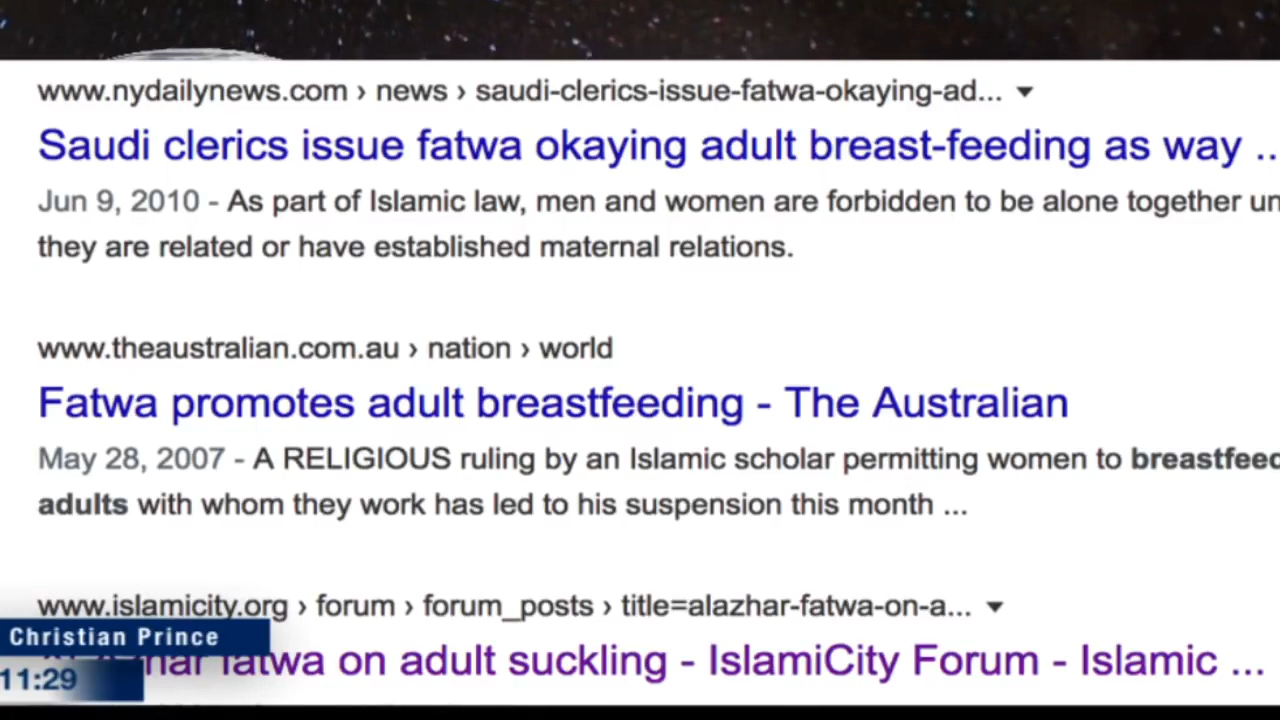 www.nydailynews.com › news › saudi-clerics-issue-fatwa-okaying-ad...
Saudi clerics issue fatwa okaying adult breast-feeding as way ...
Jun 9, 2010 - As part of Islamic law, men and women are forbidden to be alone together un
they are related or have established maternal relations.
www.theaustralian.com.au › nation › world
Fatwa promotes adult breastfeeding - The Australian
May 28, 2007 - A RELIGIOUS ruling by an Islamic scholar permitting women to breastfeed
adults with whom they work has led to his suspension this month ...
www.islamicity.org › forum › forum_posts › title=alazhar-fatwa-on-a...
Christian Prince
fatwa on adult suckling - IslamiCity Forum - Islamic ...
11:29